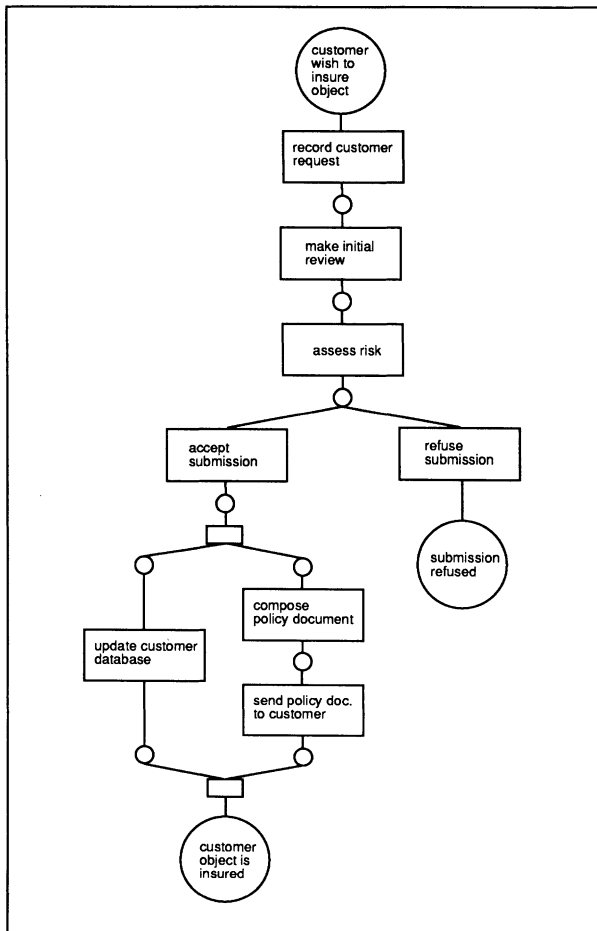 customer
wish to
insure
object
record customer
request
make initial
review
assess risk
accept
submission
refuse
submission
submission
refused
compose
policy document
update customer
database
send policy doc.
to customer
customer
object is
insured